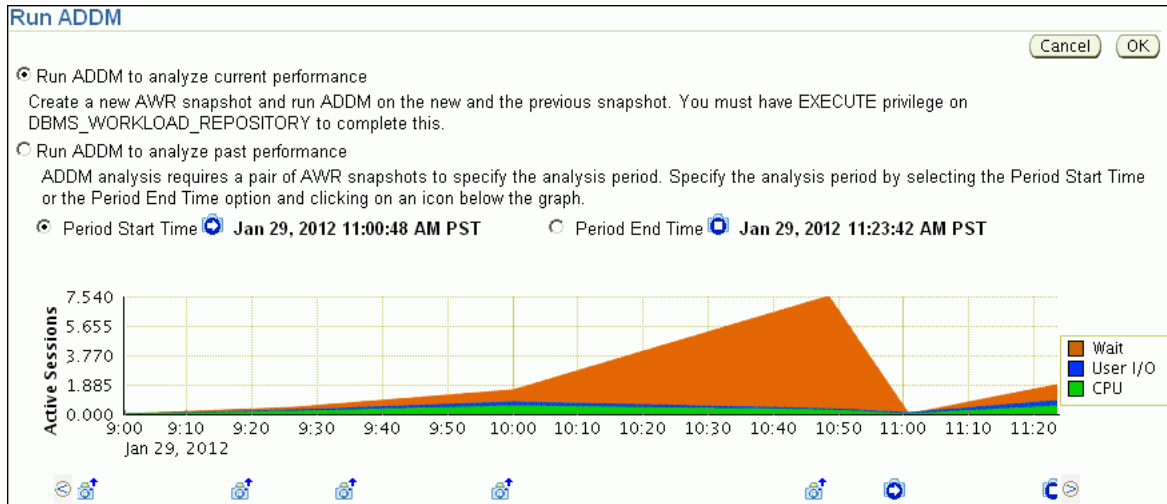 Run ADDM
Cancel OK
Run ADDM to analyze current performance
Create a new AWR snapshot and run ADDM on the new and the previous snapshot. You must have EXECUTE privilege on
DBMS_WORKLOAD_REPOSITORY to complete this.
Run ADDM to analyze past performance
ADDM analysis requires a pair of AWR snapshots to specify the analysis period. Specify the analysis period by selecting the Period Start Time
or the Period End Time option and clicking on an icon below the graph.
Period Start Time Jan 29, 2012 11:00:48 AM PST Period End Time Jan 29, 2012 11:23:42 AM PST
Active Sessions
7.540
5.655
3.770
1.885
0.000
Wait
User I/O
CPU
9:00 9:10 9:20 9:30 9:40 9:50 10:00 10:10 10:20 10:30 10:40 10:50 11:00 11:10 11:20
Jan 29, 2012